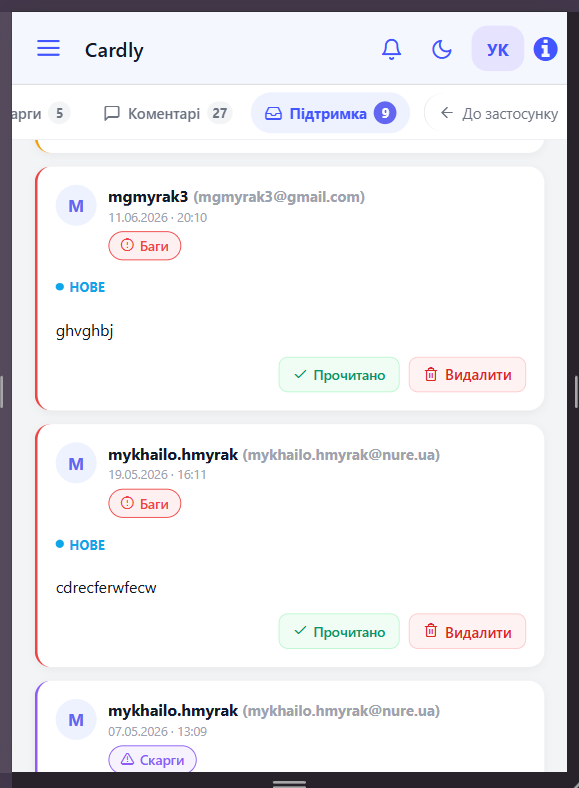 Cardly
УК
арги 5
Коментарі 27
Підтримка 9
До застосунку
M
mgmyrak3 (mgmyrak3@gmail.com)
11.06.2026 · 20:10
Баги
НОВЕ
ghvghbj
Прочитано
Видалити
M
mykhailo.hmyrak (mykhailo.hmyrak@nure.ua)
19.05.2026 · 16:11
Баги
НОВЕ
cdrecferwfecw
Прочитано
Видалити
M
mykhailo.hmyrak (mykhailo.hmyrak@nure.ua)
07.05.2026 · 13:09
Скарги